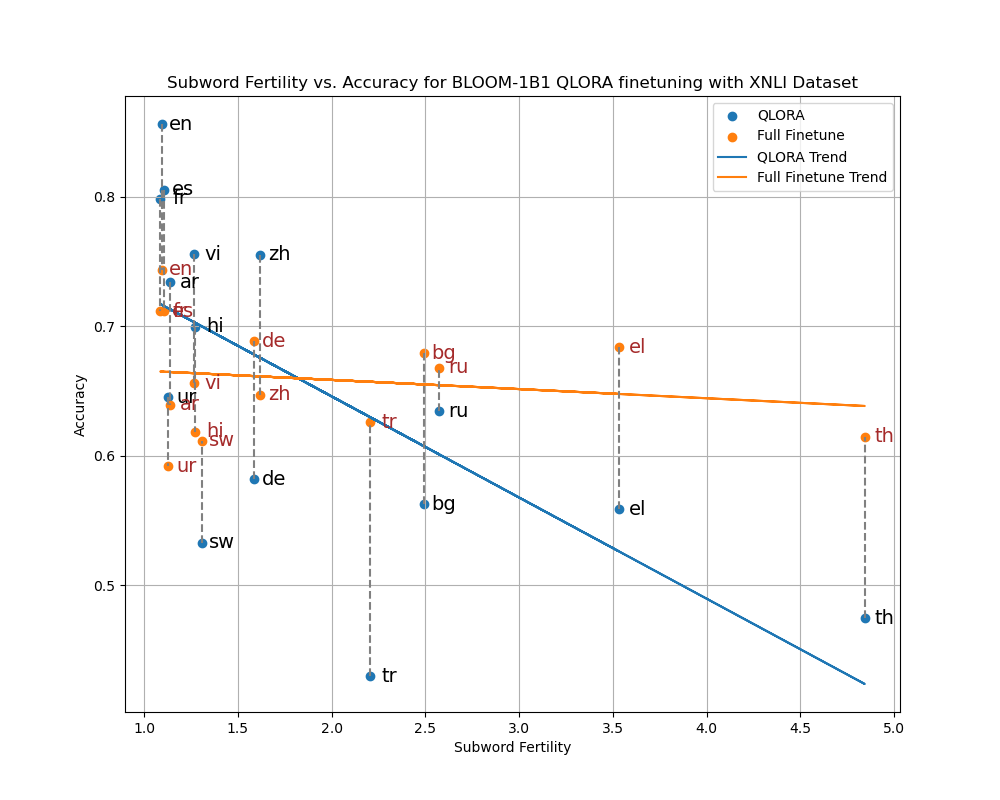 Subword Fertility vs. Accuracy for BLOOM-1B1 QLORA finetuning with XNLI Dataset
QLORA
Full Finetune
QLORA Trend
Full Finetune Trend
en
es
fr
vi
zh
en
ar
es
hi
de
el
bg
ru
vi
zh
ur
ar
ru
tr
hi
sw
th
ur
de
bg
el
sw
th
tr
0.8
0.7
0.6
0.5
Accuracy
1.0
1.5
2.0
2.5
3.0
3.5
4.0
4.5
5.0
Subword Fertility